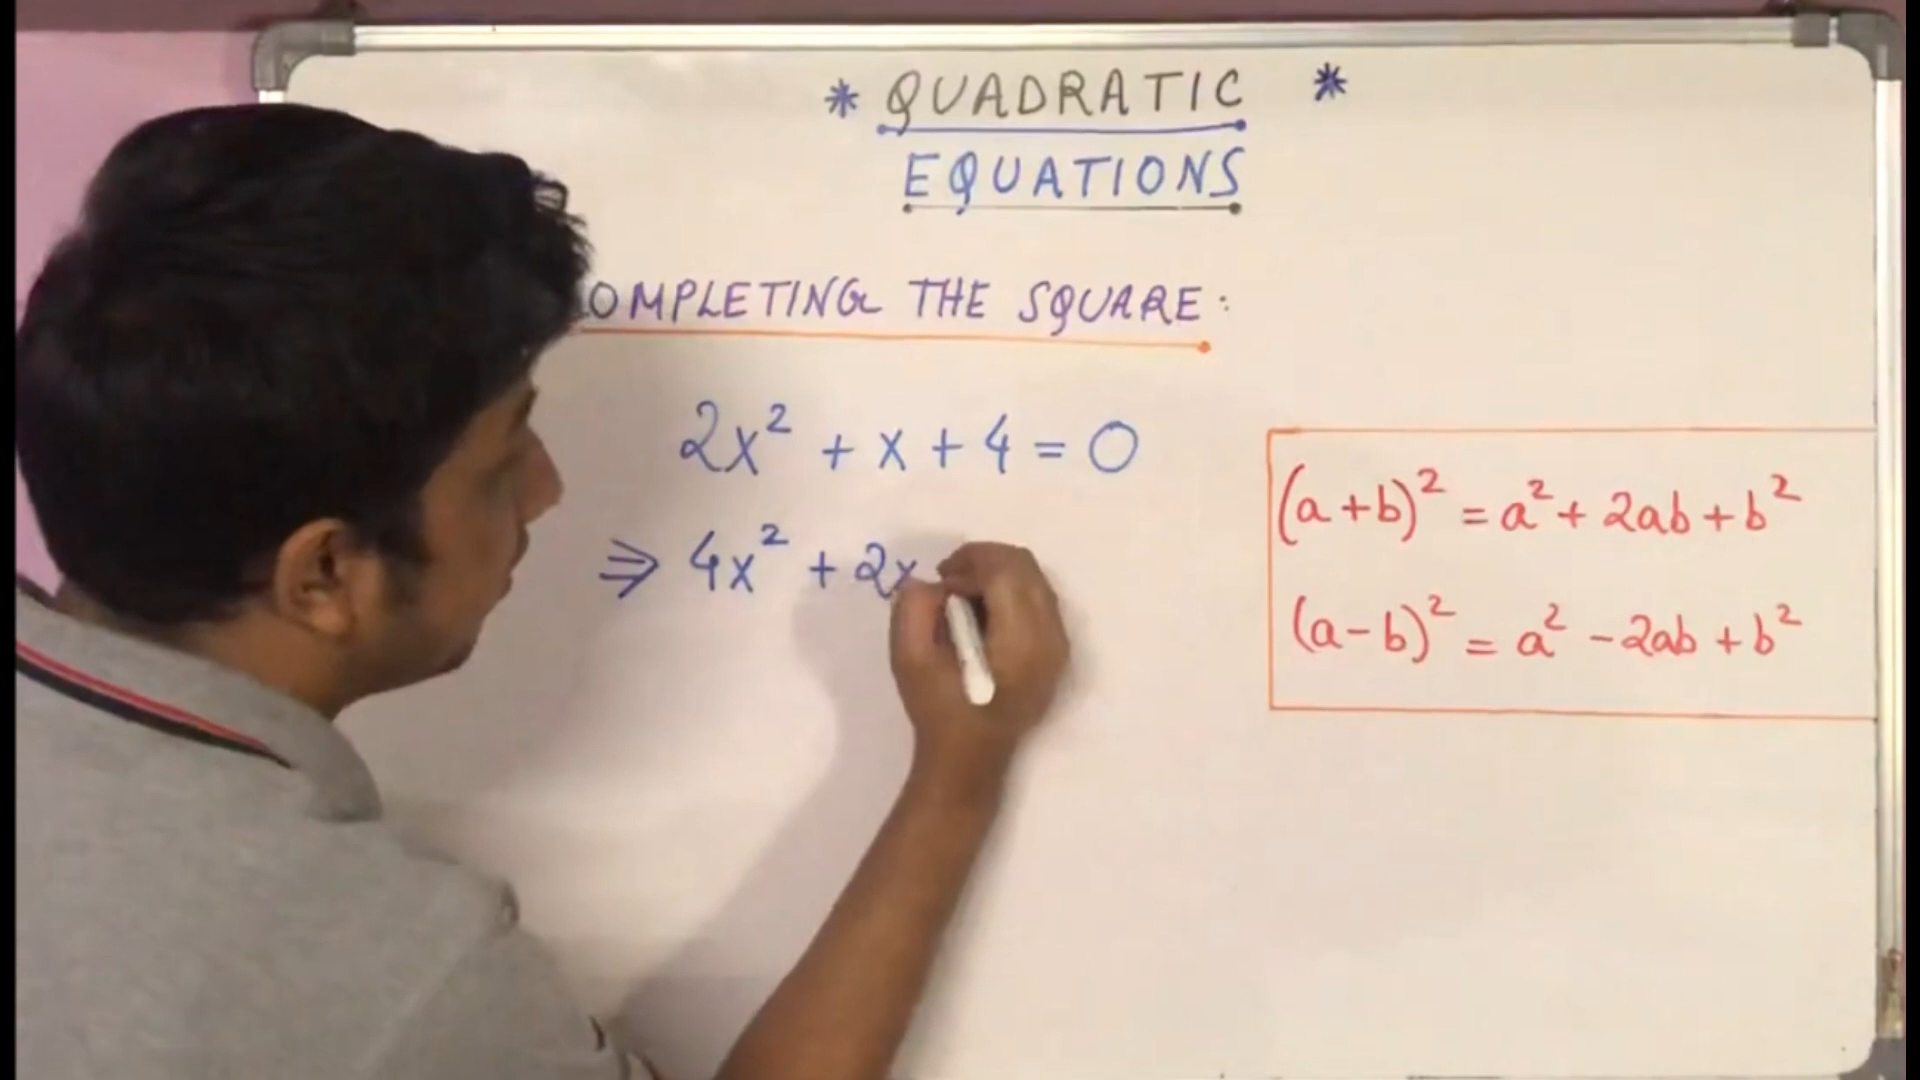 * QUADRATIC *
EQUATIONS
OMPLETING THE SQUARE:
2x² + x + 4 = 0
⇒ 4x² + 2x
(a+b)² = a² + 2ab + b²
(a-b)² = a² - 2ab + b²